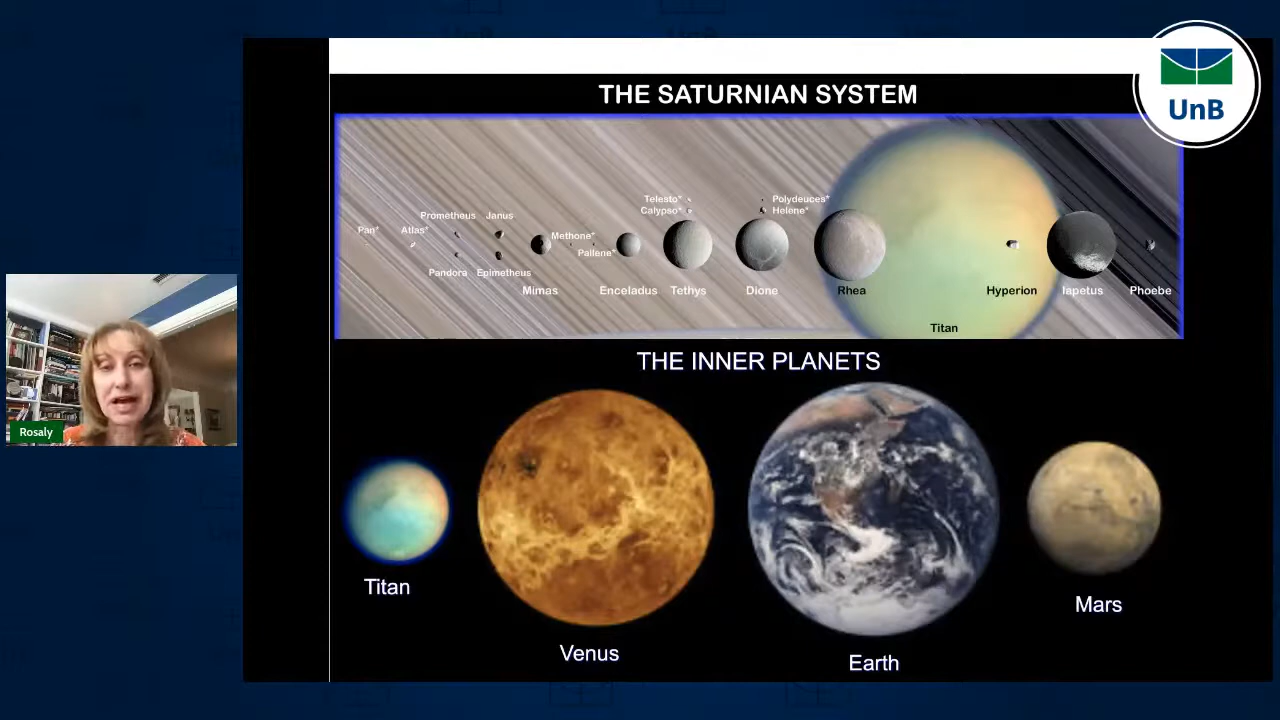 THE SATURNIAN SYSTEM
UnB
Telesto*
Polydeuces*
Calypso*
Helene*
Prometheus
Janus
Pan*
Atlas*
Methone*
Pallene*
Pandora
Epimetheus
Mimas
Enceladus
Tethys
Dione
Rhea
Hyperion
Iapetus
Phoebe
Titan
THE INNER PLANETS
Rosaly
Titan
Mars
Venus
Earth